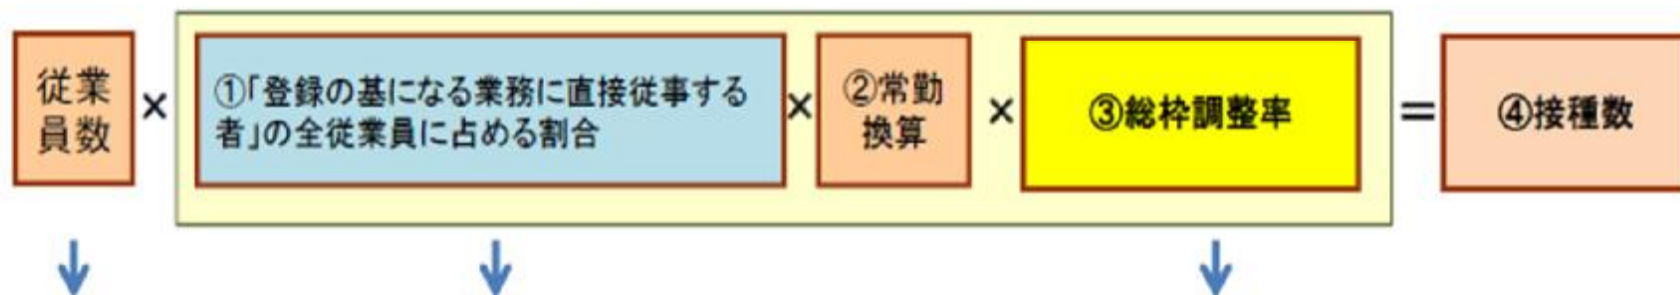 従業
員数
×
①｢登録の基になる業務に直接従事する
者｣の全従業員に占める割合
×
②常勤
換算
×
③総枠調整率
＝
④接種数